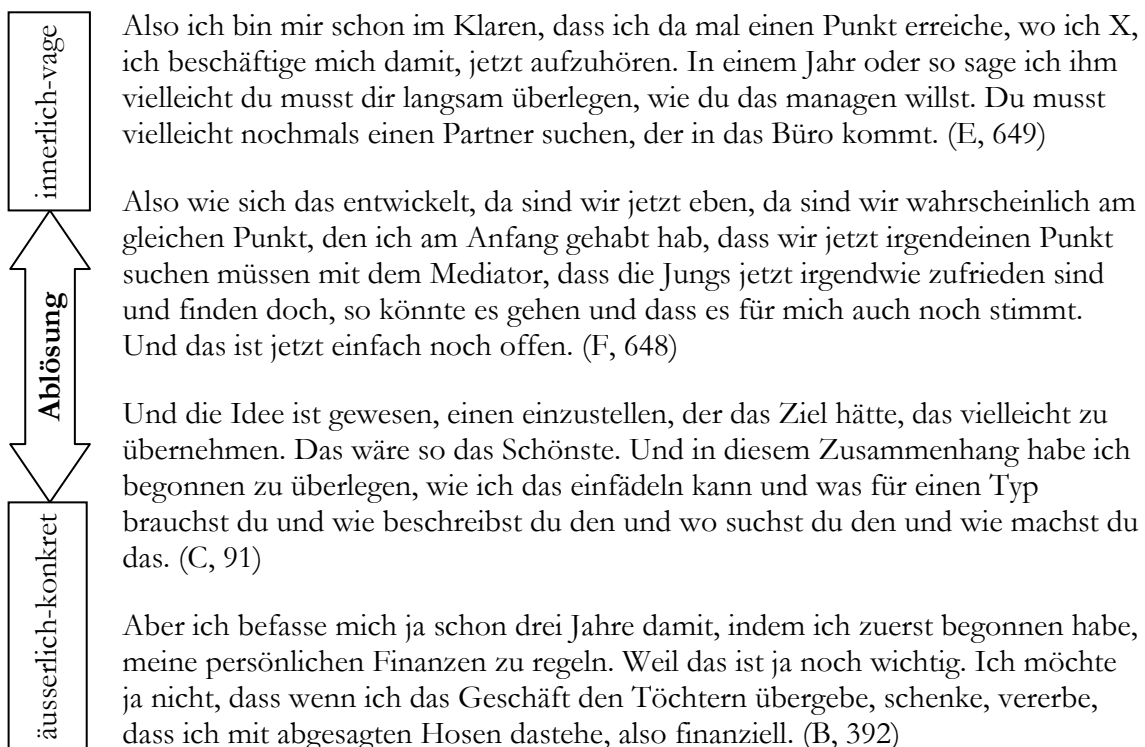 innerlich-vage
Also ich bin mir schon im Klaren, dass ich da mal einen Punkt erreiche, wo ich X,
ich beschäftige mich damit, jetzt aufzuhören. In einem Jahr oder so sage ich ihm
vielleicht du musst dir langsam überlegen, wie du das managen willst. Du musst
vielleicht nochmals einen Partner suchen, der in das Büro kommt. (E, 649)
Ablösung
Also wie sich das entwickelt, da sind wir jetzt eben, da sind wir wahrscheinlich am
gleichen Punkt, den ich am Anfang gehabt hab, dass wir jetzt irgendeinen Punkt
suchen müssen mit dem Mediator, dass die Jungs jetzt irgendwie zufrieden sind
und finden doch, so könnte es gehen und dass es für mich auch noch stimmt.
Und das ist jetzt einfach noch offen. (F, 648)
Und die Idee ist gewesen, einen einzustellen, der das Ziel hätte, das vielleicht zu
übernehmen. Das wäre so das Schönste. Und in diesem Zusammenhang habe ich
begonnen zu überlegen, wie ich das einfädeln kann und was für einen Typ
brauchst du und wie beschreibst du den und wo suchst du den und wie machst du
das. (C, 91)
äusserlich-konkret
Aber ich befasse mich ja schon drei Jahre damit, indem ich zuerst begonnen habe,
meine persönlichen Finanzen zu regeln. Weil das ist ja noch wichtig. Ich möchte
ja nicht, dass wenn ich das Geschäft den Töchtern übergebe, schenke, vererbe,
dass ich mit abgesagten Hosen dastehe, also finanziell. (B, 392)